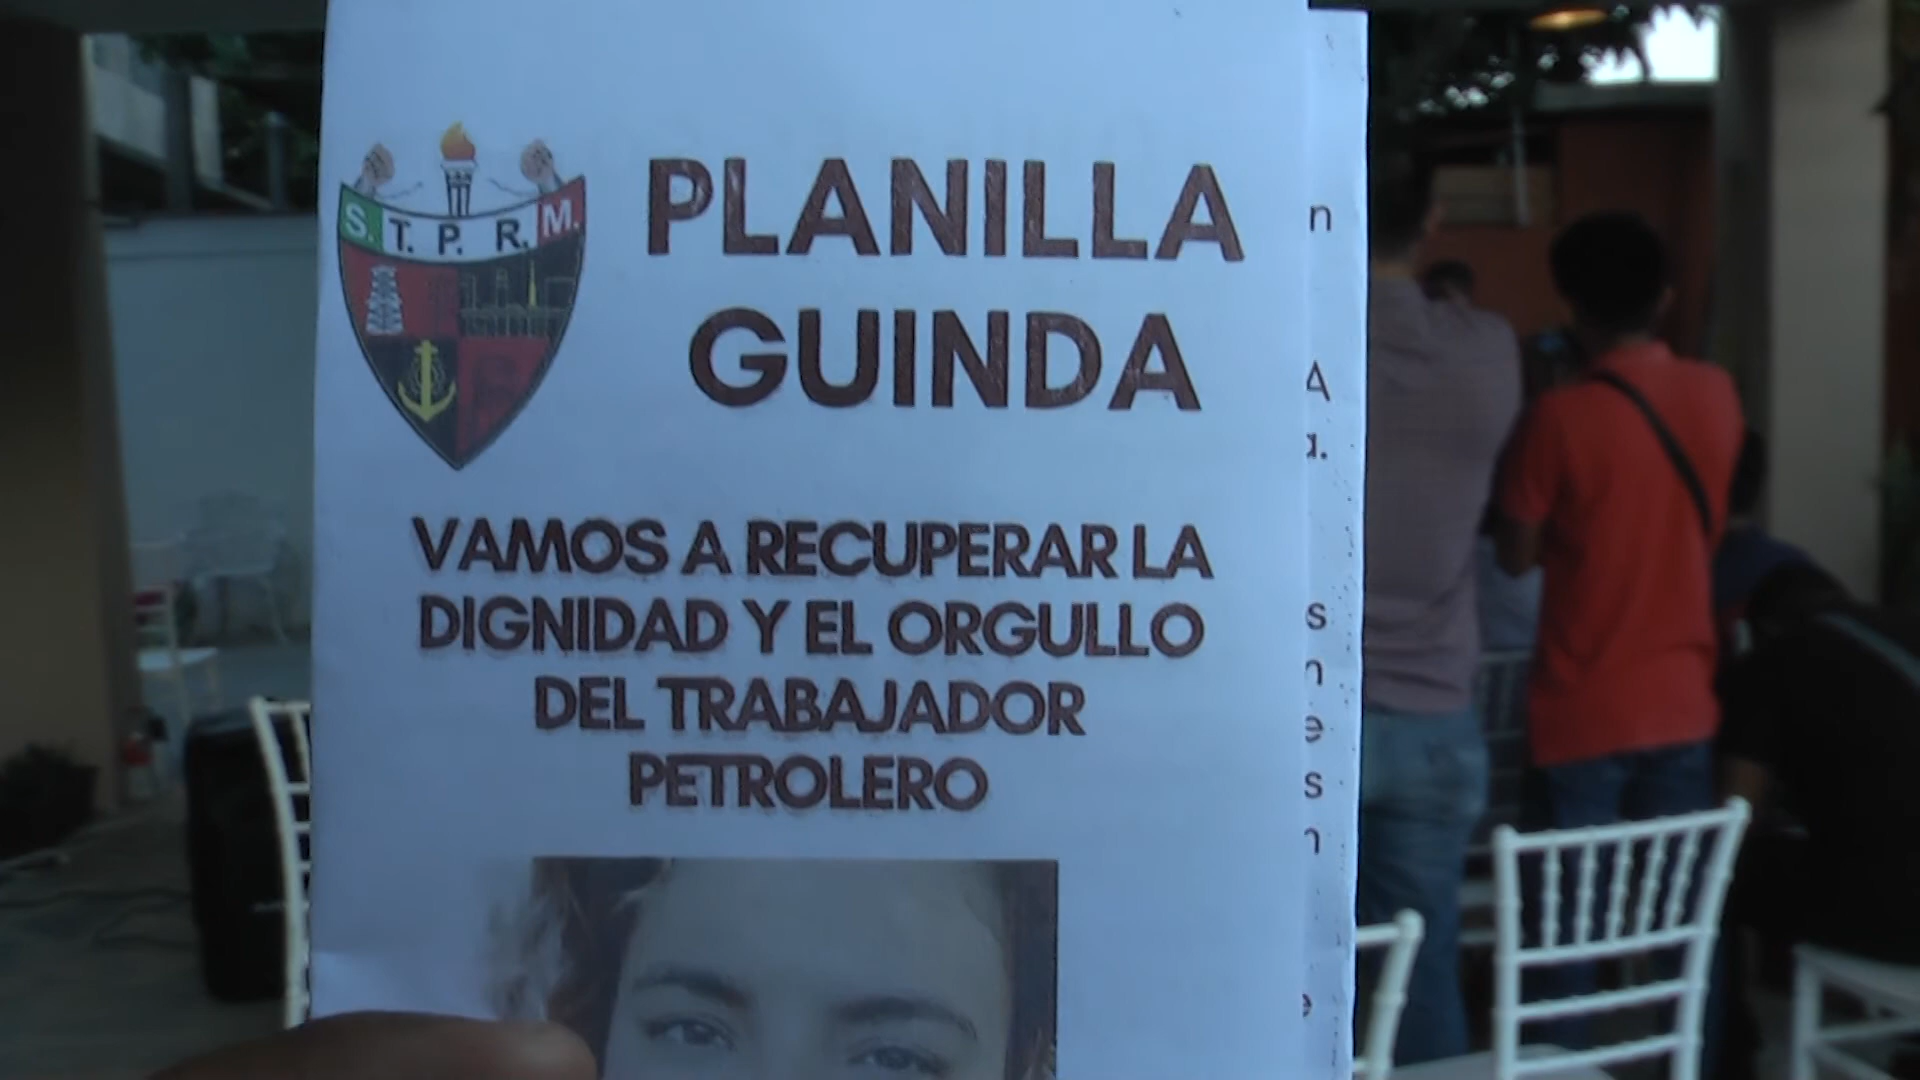 S. T. P. R. M.
PLANILLA
GUINDA
VAMOS A RECUPERAR LA
DIGNIDAD Y EL ORGULLO
DEL TRABAJADOR
PETROLERO
n
A
a.
s
n
e
s
n
e